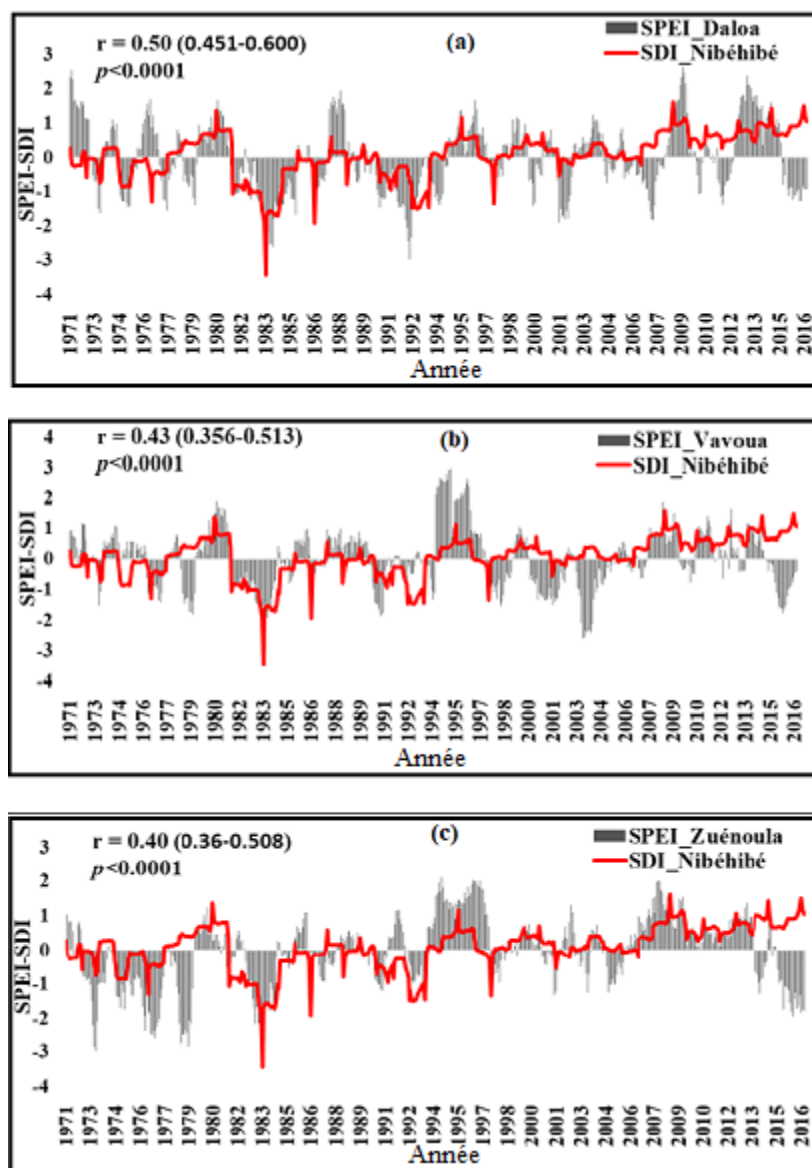 r = 0.50 (0.451-0.600)
p<0.0001
(a)
SPEI_Daloa
SDI_Nibéhibé
SPEI-SDI
3
2
1
0
-1
-2
-3
-4
1971 1973 1974 1976 1977 1979 1980 1982 1983 1985 1986 1988 1989 1991 1992 1994 1995 1997 1998 2000 2001 2003 2004 2006 2007 2009 2010 2012 2013 2015 2016
Année
r = 0.43 (0.356-0.513)
p<0.0001
(b)
SPEI_Vavoua
SDI_Nibéhibé
SPEI-SDI
4
3
2
1
0
-1
-2
-3
-4
1971 1973 1974 1976 1977 1979 1980 1982 1983 1985 1986 1988 1989 1991 1992 1994 1995 1997 1998 2000 2001 2003 2004 2006 2007 2009 2010 2012 2013 2015 2016
Année
r = 0.40 (0.36-0.508)
p<0.0001
(c)
SPEI_Zuénoula
SDI_Nibéhibé
SPEI-SDI
3
2
1
0
-1
-2
-3
-4
1971 1973 1974 1976 1977 1979 1980 1982 1983 1985 1986 1988 1989 1991 1992 1994 1995 1997 1998 2000 2001 2003 2004 2006 2007 2009 2010 2012 2013 2015 2016
Année